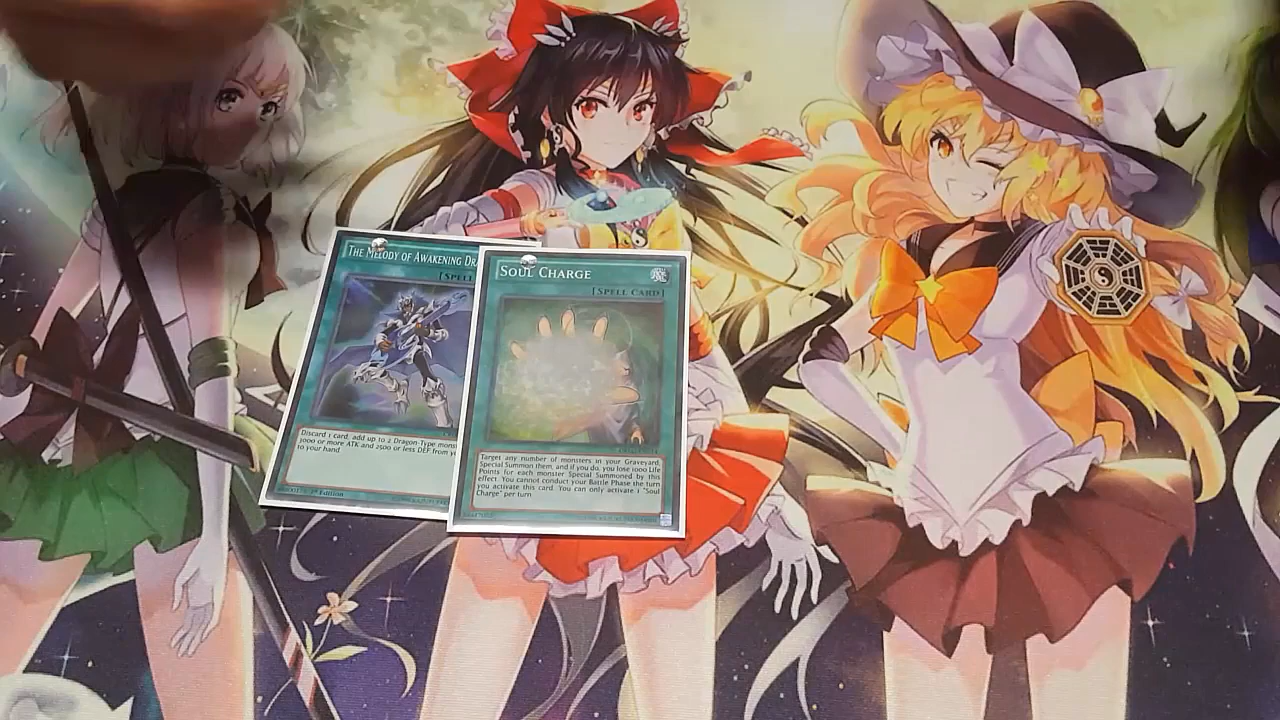 THE MELODY OF AWAKENING DR
[SPELL
Discard 1 card; add up to 2 Dragon-Type mons
3000 or more ATK and 2500 or less DEF from y
to your hand
1st Edition
SOUL CHARGE
[SPELL CARD]
Target any number of monsters in your Graveyard;
Special Summon them, and if you do, you lose 1000 Life
Points for each monster Special Summoned by this
effect. You cannot conduct your Battle Phase the turn
you activate this card. You can only activate 1 "Soul
Charge" per turn.